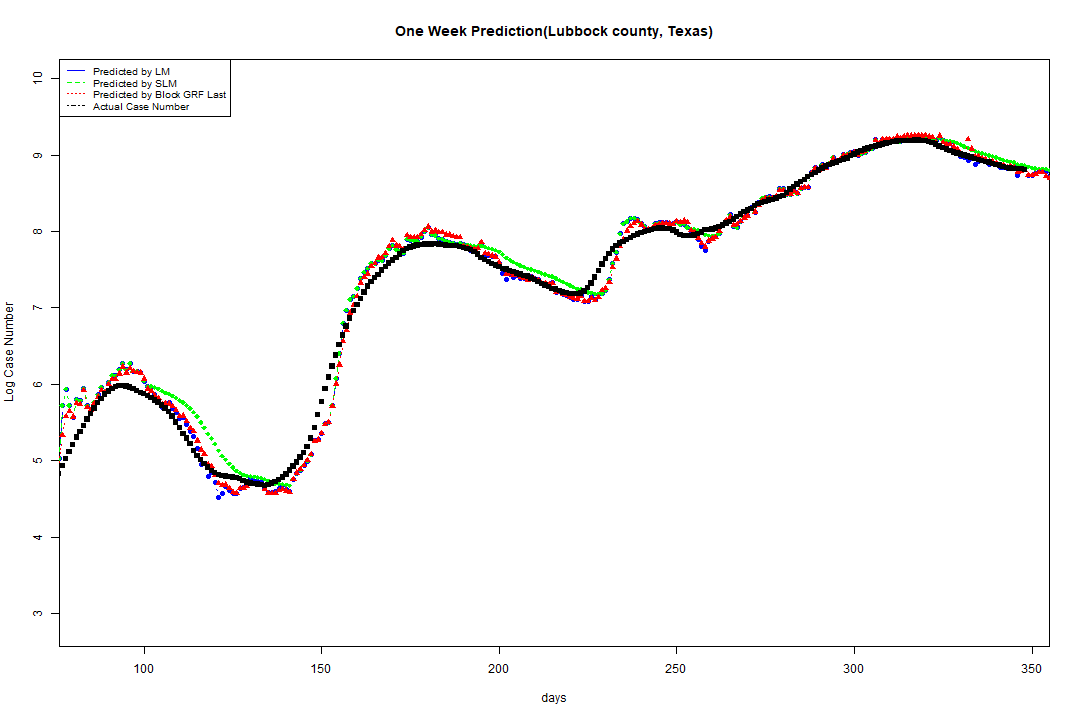 One Week Prediction(Lubbock county, Texas)
Predicted by LM
Predicted by SLM
Predicted by Block GRF Last
Actual Case Number
10
9
8
7
6
5
4
3
Log Case Number
100 150 200 250 300 350
days